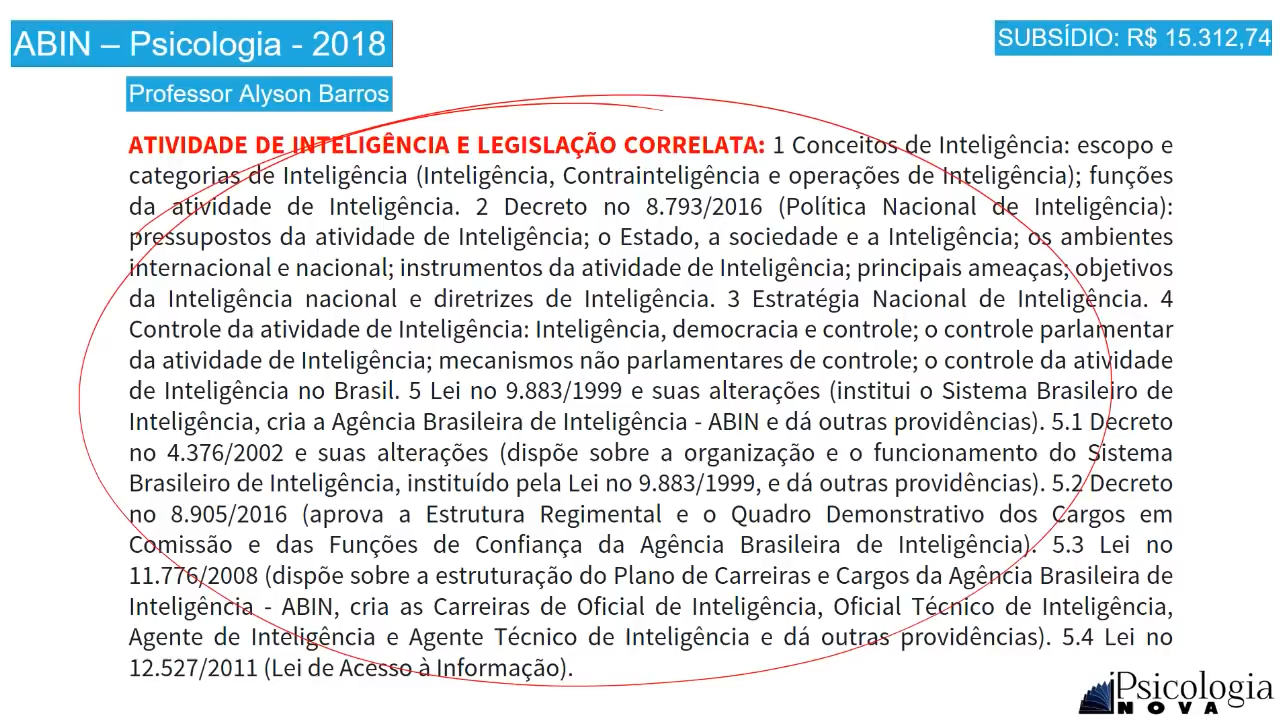 ABIN – Psicologia - 2018
SUBSÍDIO: R$ 15.312,74
Professor Alyson Barros
ATIVIDADE DE INTELIGÊNCIA E LEGISLAÇÃO CORRELATA: 1 Conceitos de Inteligência: escopo e
categorias de Inteligência (Inteligência, Contrainteligência e operações de Inteligência); funções
da atividade de Inteligência. 2 Decreto no 8.793/2016 (Política Nacional de Inteligência):
pressupostos da atividade de Inteligência; o Estado, a sociedade e a Inteligência; os ambientes
internacional e nacional; instrumentos da atividade de Inteligência; principais ameaças; objetivos
da Inteligência nacional e diretrizes de Inteligência. 3 Estratégia Nacional de Inteligência. 4
Controle da atividade de Inteligência: Inteligência, democracia e controle; o controle parlamentar
da atividade de Inteligência; mecanismos não parlamentares de controle; o controle da atividade
de Inteligência no Brasil. 5 Lei no 9.883/1999 e suas alterações (institui o Sistema Brasileiro de
Inteligência, cria a Agência Brasileira de Inteligência - ABIN e dá outras providências). 5.1 Decreto
no 4.376/2002 e suas alterações (dispõe sobre a organização e o funcionamento do Sistema
Brasileiro de Inteligência, instituído pela Lei no 9.883/1999, e dá outras providências). 5.2 Decreto
no 8.905/2016 (aprova a Estrutura Regimental e o Quadro Demonstrativo dos Cargos em
Comissão e das Funções de Confiança da Agência Brasileira de Inteligência). 5.3 Lei no
11.776/2008 (dispõe sobre a estruturação do Plano de Carreiras e Cargos da Agência Brasileira de
Inteligência - ABIN, cria as Carreiras de Oficial de Inteligência, Oficial Técnico de Inteligência,
Agente de Inteligência e Agente Técnico de Inteligência e dá outras providências). 5.4 Lei no
12.527/2011 (Lei de Acesso à Informação).
Psicologia
NOVA